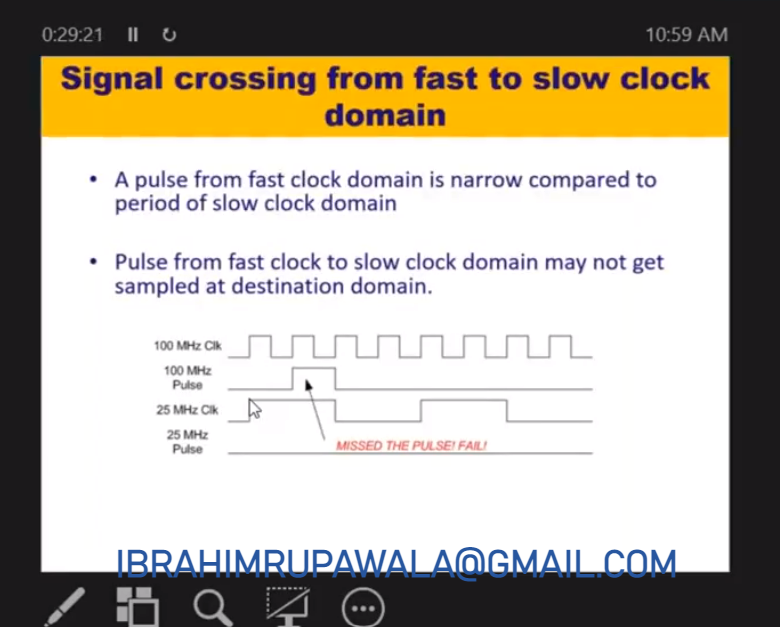 0:29:21
10:59 AM
Signal crossing from fast to slow clock
domain
• A pulse from fast clock domain is narrow compared to
period of slow clock domain
• Pulse from fast clock to slow clock domain may not get
sampled at destination domain.
100 MHz Clk
100 MHz
Pulse
25 MHz Clk
25 MHz
Pulse
MISSED THE PULSE! FAIL!
IBRAHIMRUPAWALA@GMAIL.COM